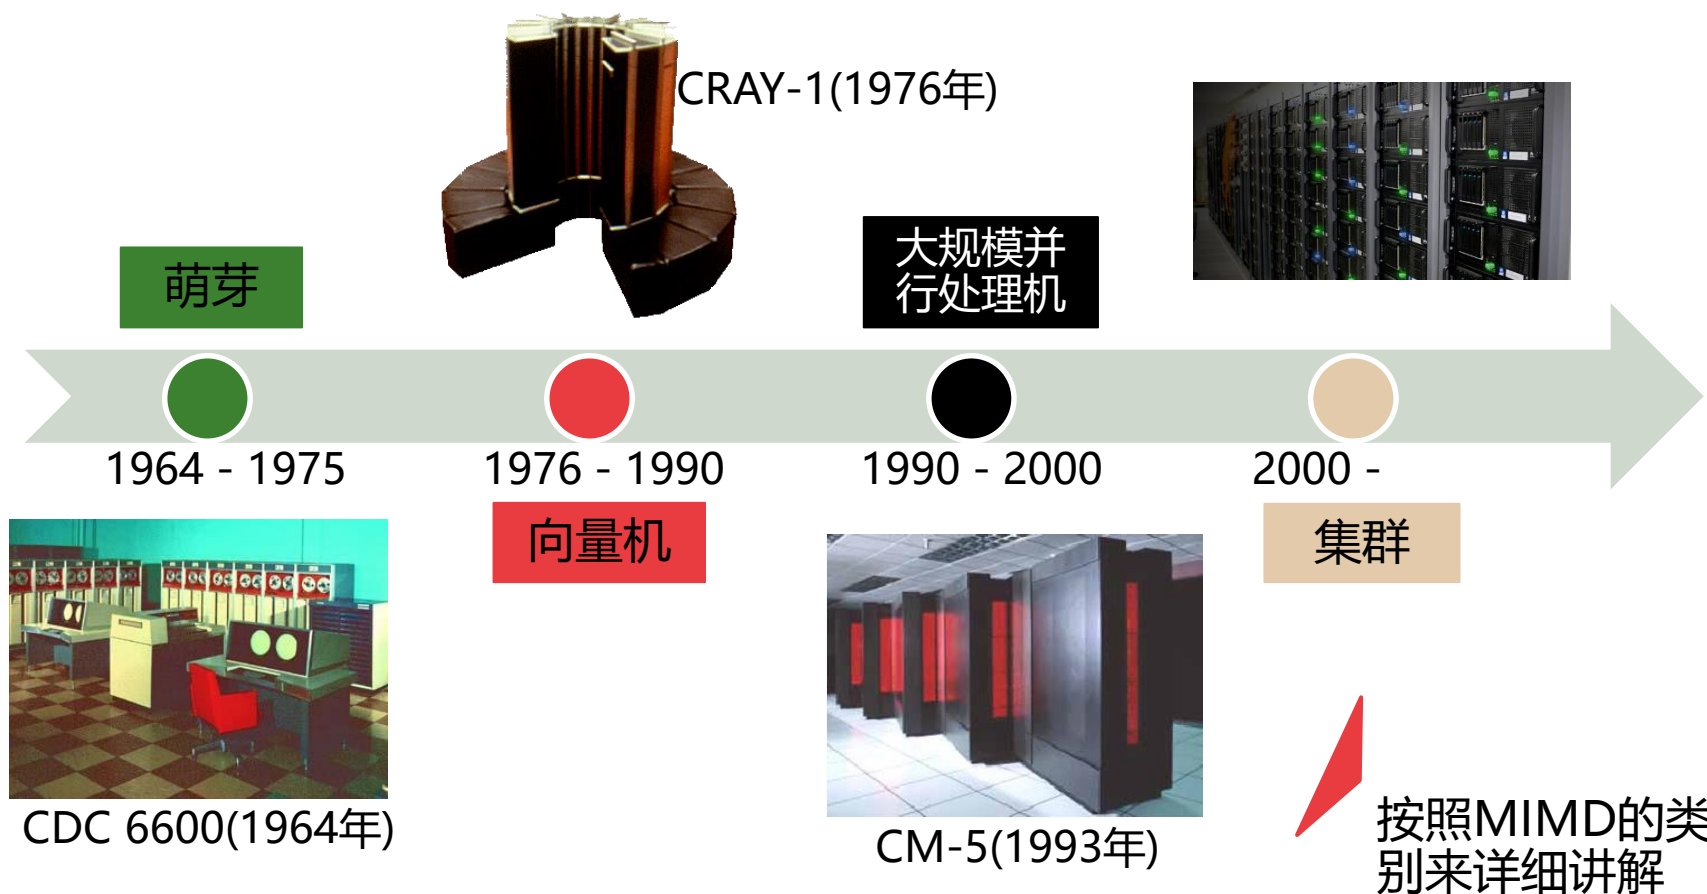 CRAY-1(1976年)
萌芽
大规模并
行处理机
1964 - 1975
1976 - 1990
1990 - 2000
2000 -
向量机
集群
CDC 6600(1964年)
CM-5(1993年)
按照MIMD的类
别来详细讲解